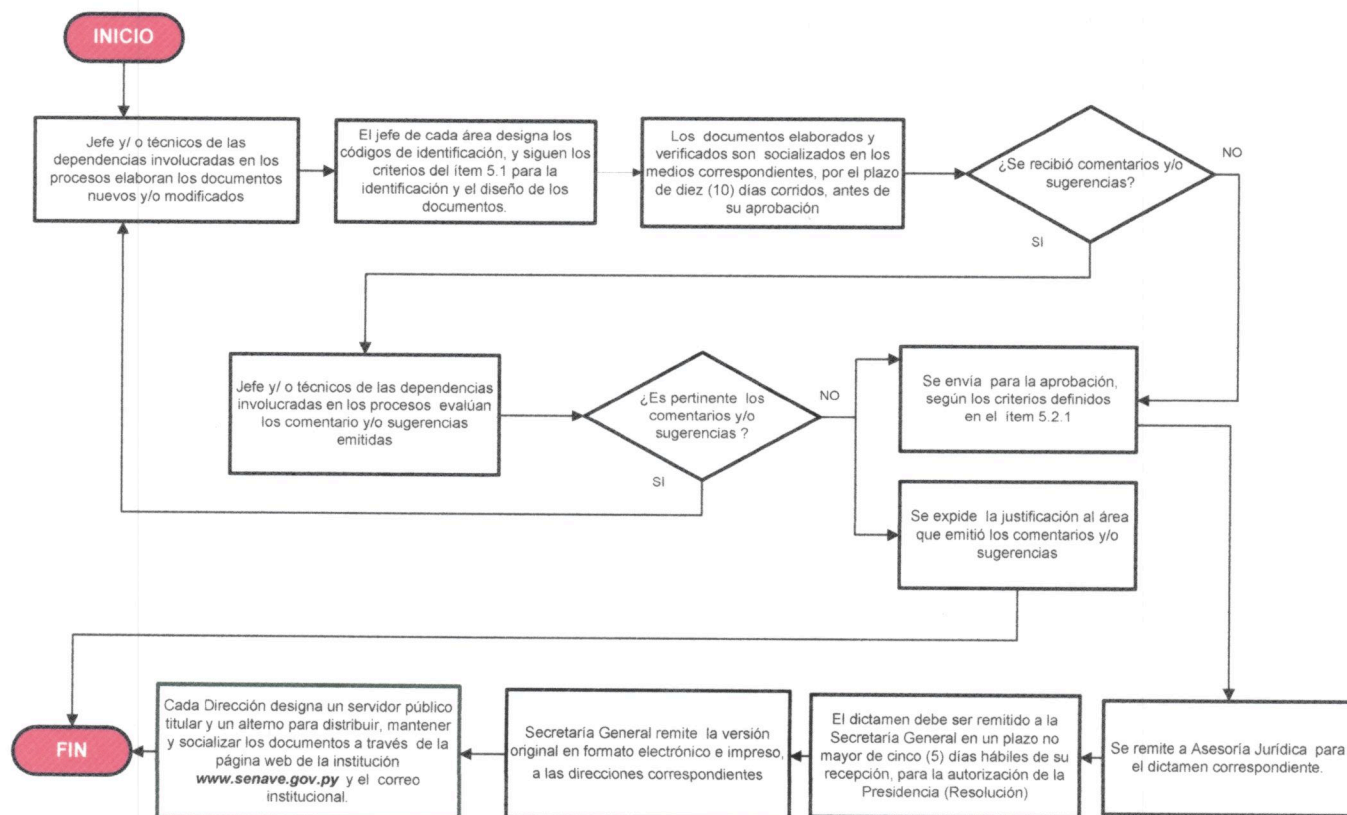 INICIO
Jefe y/ o técnicos de las
dependencias involucradas en los
procesos elaboran los documentos
nuevos y/o modificados
El jefe de cada área designa los
códigos de identificación, y siguen los
criterios del ítem 5.1 para la
identificación y el diseño de los
documentos.
Los documentos elaborados y
verificados son socializados en los
medios correspondientes, por el plazo
de diez (10) días corridos, antes de
su aprobación
¿Se recibió comentarios y/o
sugerencias?
NO
SI
Jefe y/ o técnicos de las dependencias
involucradas en los procesos evalúan
los comentario y/o sugerencias
emitidas
¿Es pertinente los
comentarios y/o
sugerencias ?
NO
SI
Se envía para la aprobación,
según los criterios definidos
en el ítem 5.2.1
Se expide la justificación al área
que emitió los comentarios y/o
sugerencias
Se remite a Asesoría Jurídica para
el dictamen correspondiente.
El dictamen debe ser remitido a la
Secretaría General en un plazo no
mayor de cinco (5) días hábiles de su
recepción, para la autorización de la
Presidencia (Resolución)
Secretaría General remite la versión
original en formato electrónico e impreso,
a las direcciones correspondientes
Cada Dirección designa un servidor público
titular y un alterno para distribuir, mantener
y socializar los documentos a través de la
página web de la institución
www.senave.gov.py y el correo
institucional.
FIN